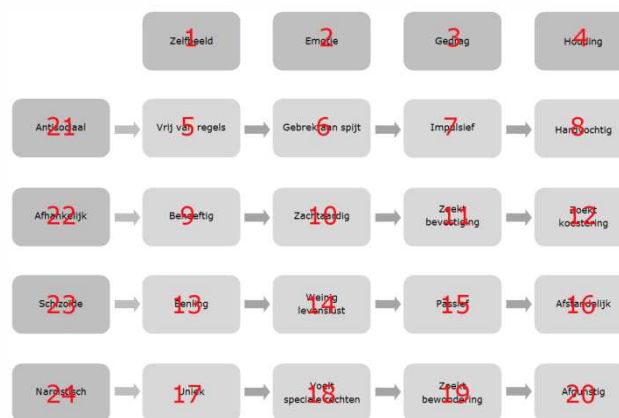 Zelfbeeld
1
Emotie
2
Gedrag
3
Houding
4
Antisociaal
21
Vrij van regels
5
Gebrek aan spijt
6
Impulsief
7
Hardvochtig
8
Afhankelijk
22
Behoeftig
9
Zachtaardig
10
Zoekt
bevestiging
11
Zoekt
koestering
12
Schizoïde
23
Eenling
13
Weinig
levenslust
14
Passief
15
Afstandelijk
16
Narcistisch
24
Uniek
17
Voelt
speciale rechten
18
Zoekt
bewondering
19
Afgunstig
20